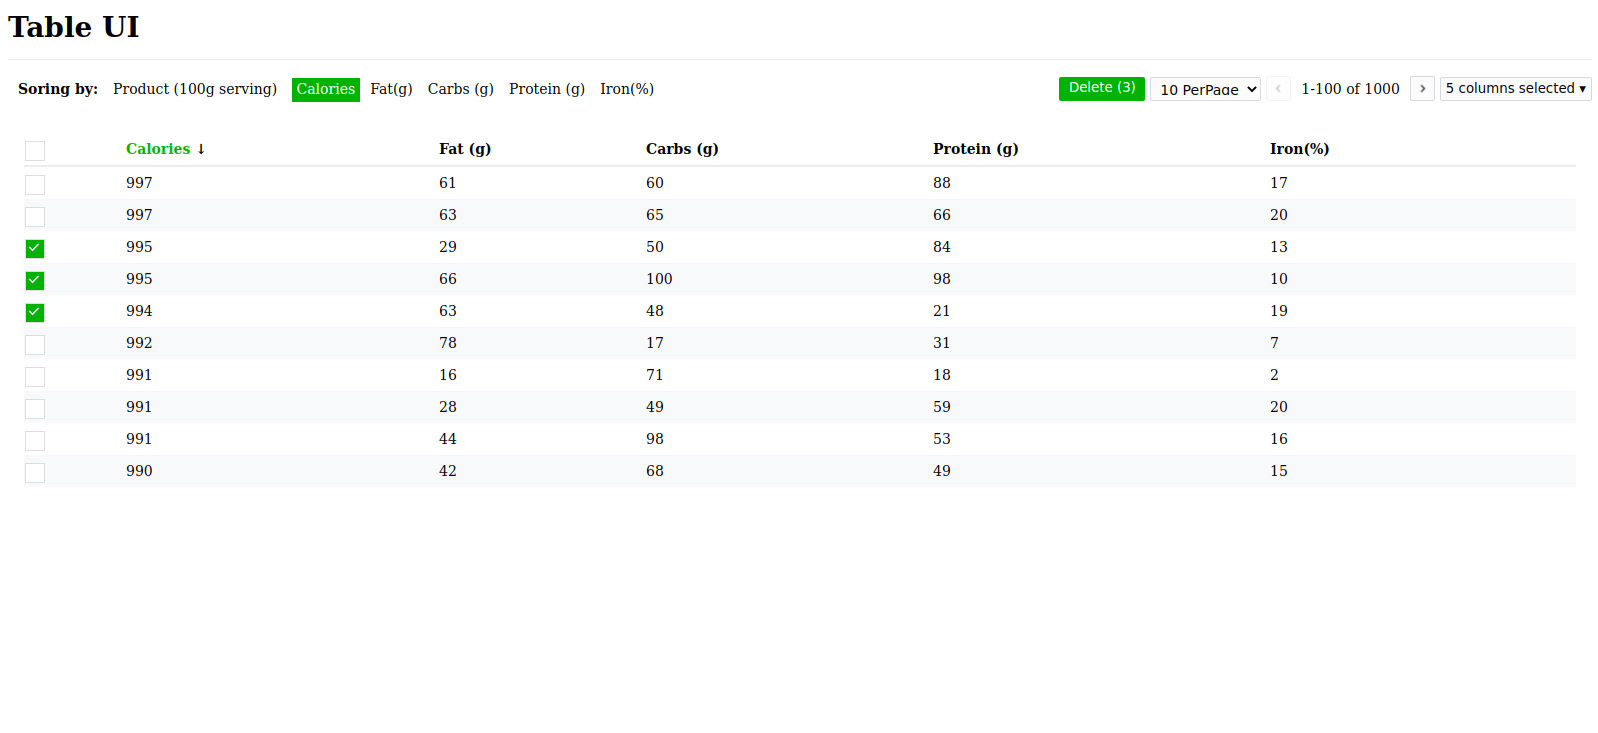 Table UI
Soring by: Product (100g serving) Calories Fat(g) Carbs (g) Protein (g) Iron(%) Delete (3) 10 PerPage ‹ 1-100 of 1000 › 5 columns selected ▾
Calories ↓ Fat (g) Carbs (g) Protein (g) Iron(%)
997 61 60 88 17
997 63 65 66 20
995 29 50 84 13
995 66 100 98 10
994 63 48 21 19
992 78 17 31 7
991 16 71 18 2
991 28 49 59 20
991 44 98 53 16
990 42 68 49 15